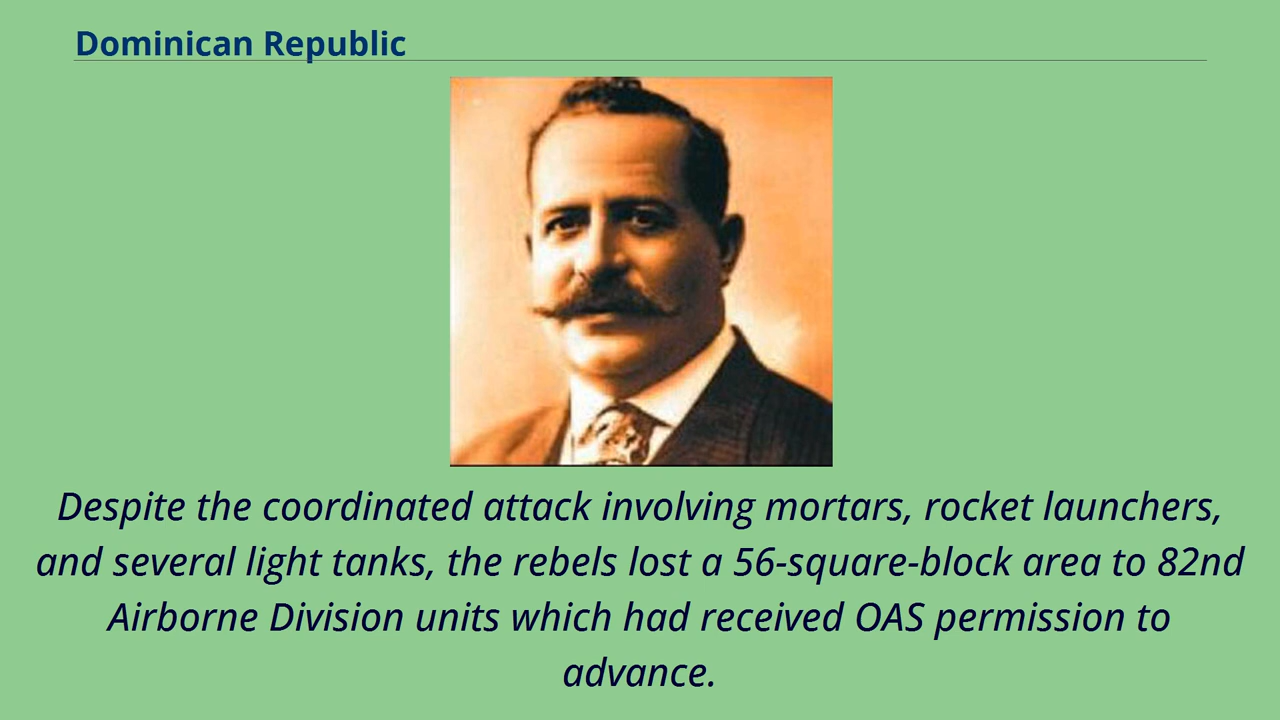 Dominican Republic
Despite the coordinated attack involving mortars, rocket launchers,
and several light tanks, the rebels lost a 56-square-block area to 82nd
Airborne Division units which had received OAS permission to
advance.